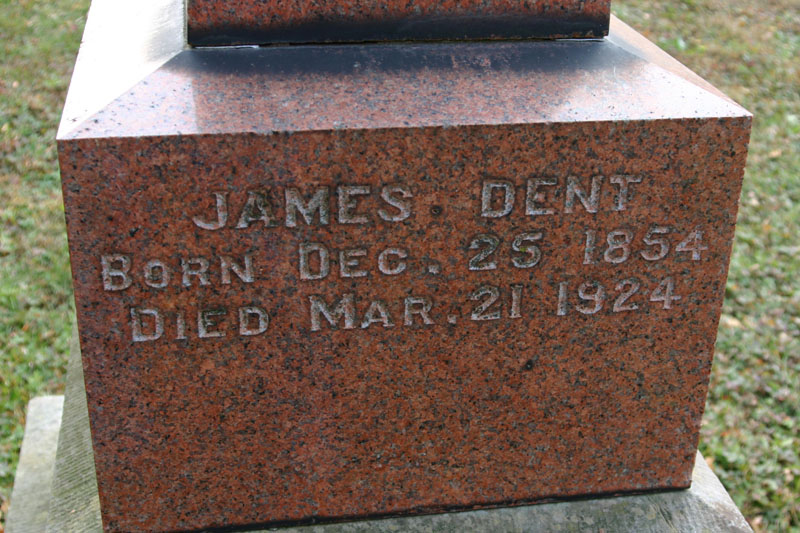 JAMES DENT
BORN DEC. 25 1854
DIED MAR. 21 1924